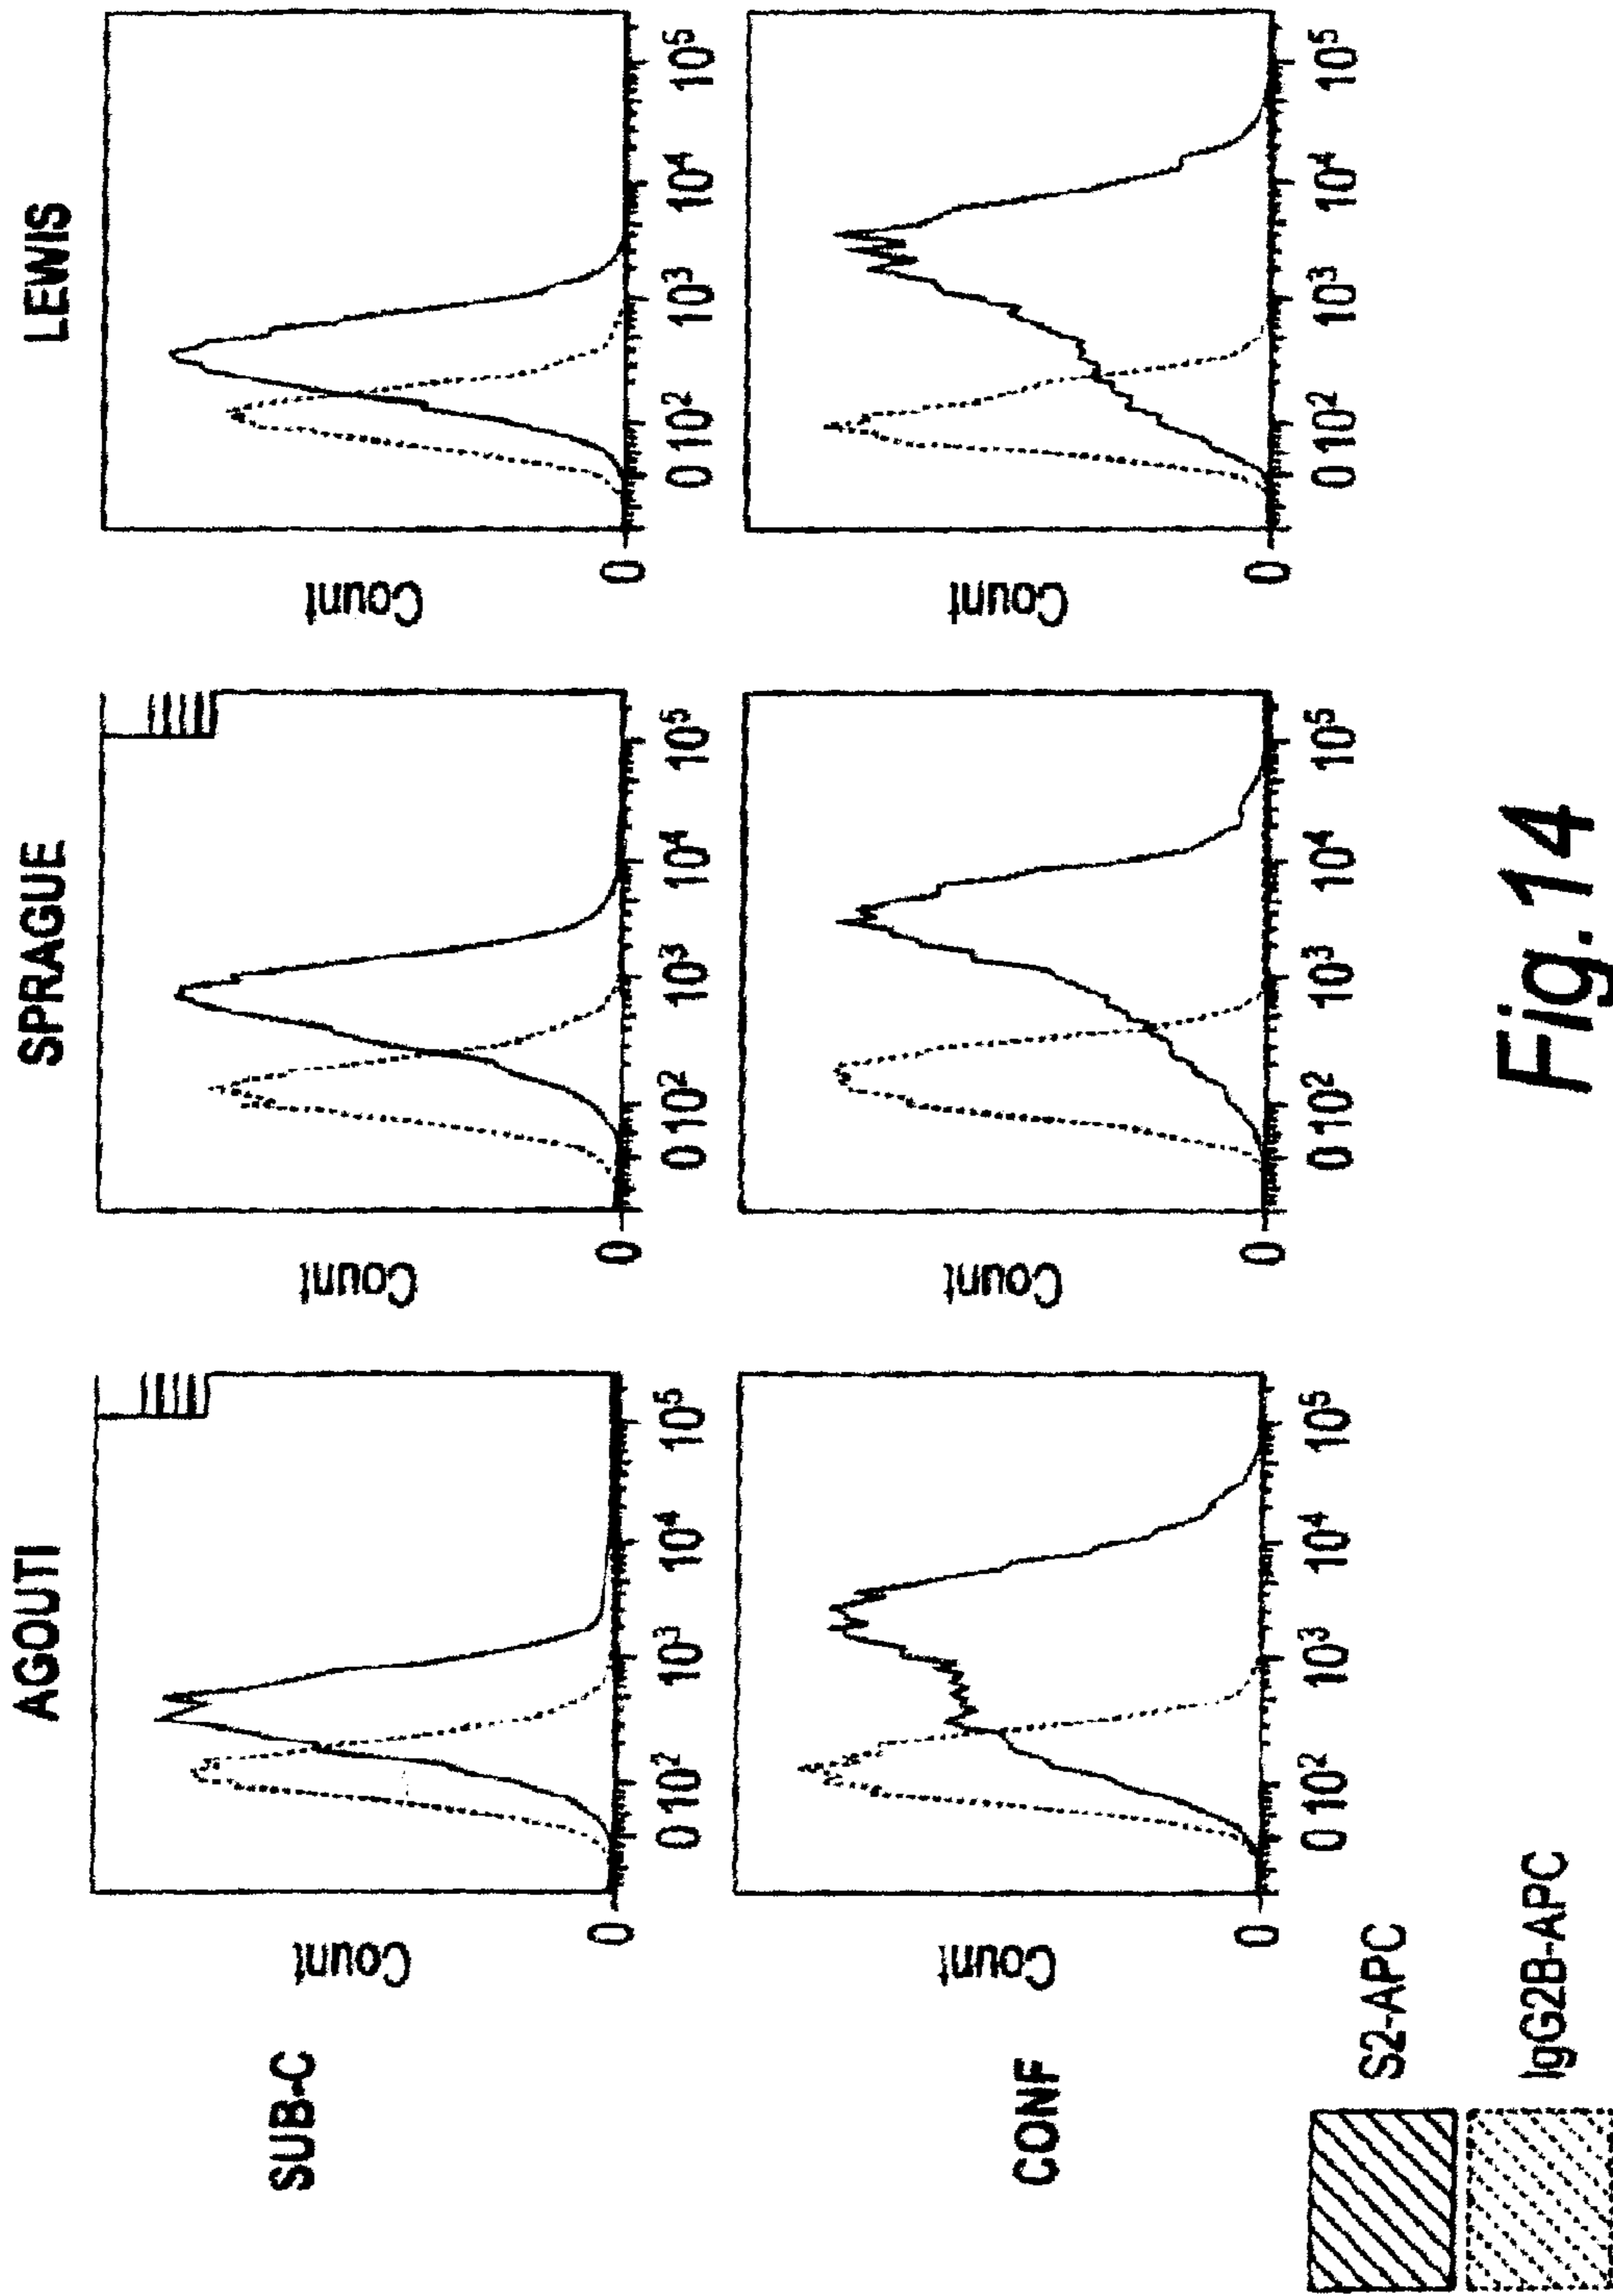 AGOUTI
SPRAGUE
LEWIS
SUB-C
Count
0
0 10² 10³ 10⁴ 10⁵
Count
0
0 10² 10³ 10⁴ 10⁵
Count
0
0 10² 10³ 10⁴ 10⁵
CONF
Count
0
0 10² 10³ 10⁴ 10⁵
Count
0
0 10² 10³ 10⁴ 10⁵
Count
0
0 10² 10³ 10⁴ 10⁵
S2-APC
IgG2B-APC
Fig.14